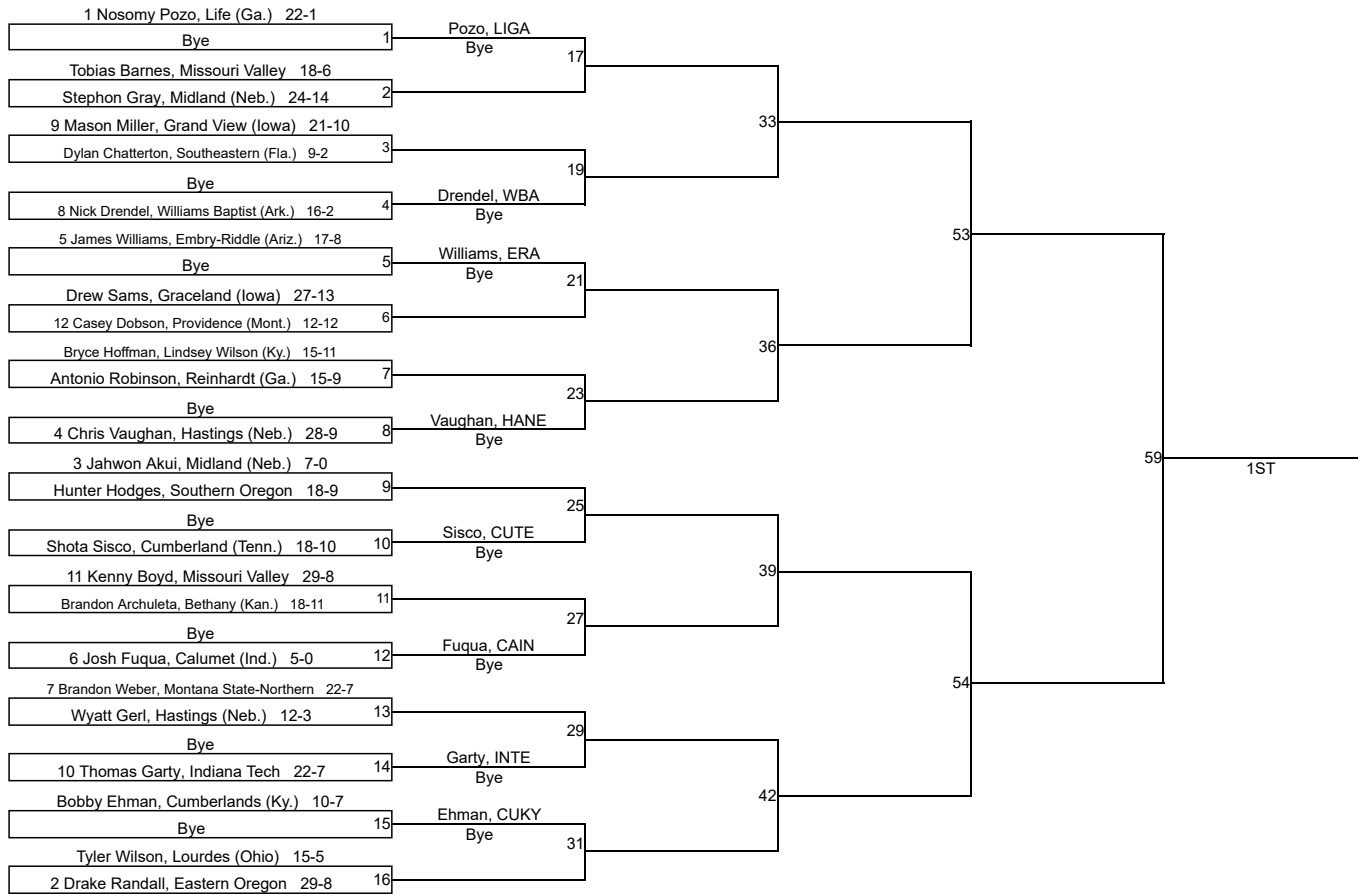 1 Nosomy Pozo, Life (Ga.) 22-1
Bye
1
Pozo, LIGA
Bye
17
Tobias Barnes, Missouri Valley 18-6
Stephon Gray, Midland (Neb.) 24-14
2
33
9 Mason Miller, Grand View (Iowa) 21-10
Dylan Chatterton, Southeastern (Fla.) 9-2
3
19
Bye
8 Nick Drendel, Williams Baptist (Ark.) 16-2
4
Drendel, WBA
Bye
53
5 James Williams, Embry-Riddle (Ariz.) 17-8
Bye
5
Williams, ERA
Bye
21
Drew Sams, Graceland (Iowa) 27-13
12 Casey Dobson, Providence (Mont.) 12-12
6
36
Bryce Hoffman, Lindsey Wilson (Ky.) 15-11
Antonio Robinson, Reinhardt (Ga.) 15-9
7
23
Bye
4 Chris Vaughan, Hastings (Neb.) 28-9
8
Vaughan, HANE
Bye
59
1ST
3 Jahwon Akui, Midland (Neb.) 7-0
Hunter Hodges, Southern Oregon 18-9
9
25
Bye
Shota Sisco, Cumberland (Tenn.) 18-10
10
Sisco, CUTE
Bye
39
11 Kenny Boyd, Missouri Valley 29-8
Brandon Archuleta, Bethany (Kan.) 18-11
11
27
Bye
6 Josh Fuqua, Calumet (Ind.) 5-0
12
Fuqua, CAIN
Bye
54
7 Brandon Weber, Montana State-Northern 22-7
Wyatt Gerl, Hastings (Neb.) 12-3
13
29
Bye
10 Thomas Garty, Indiana Tech 22-7
14
Garty, INTE
Bye
42
Bobby Ehman, Cumberlands (Ky.) 10-7
Bye
15
Ehman, CUKY
Bye
31
Tyler Wilson, Lourdes (Ohio) 15-5
2 Drake Randall, Eastern Oregon 29-8
16